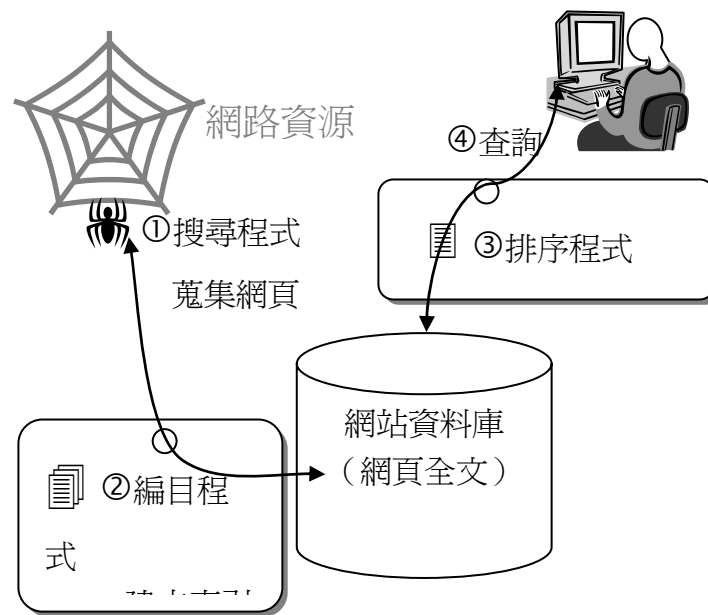 網路資源
④查詢
①搜尋程式
蒐集網頁
③排序程式
網站資料庫
（網頁全文）
②編目程
式